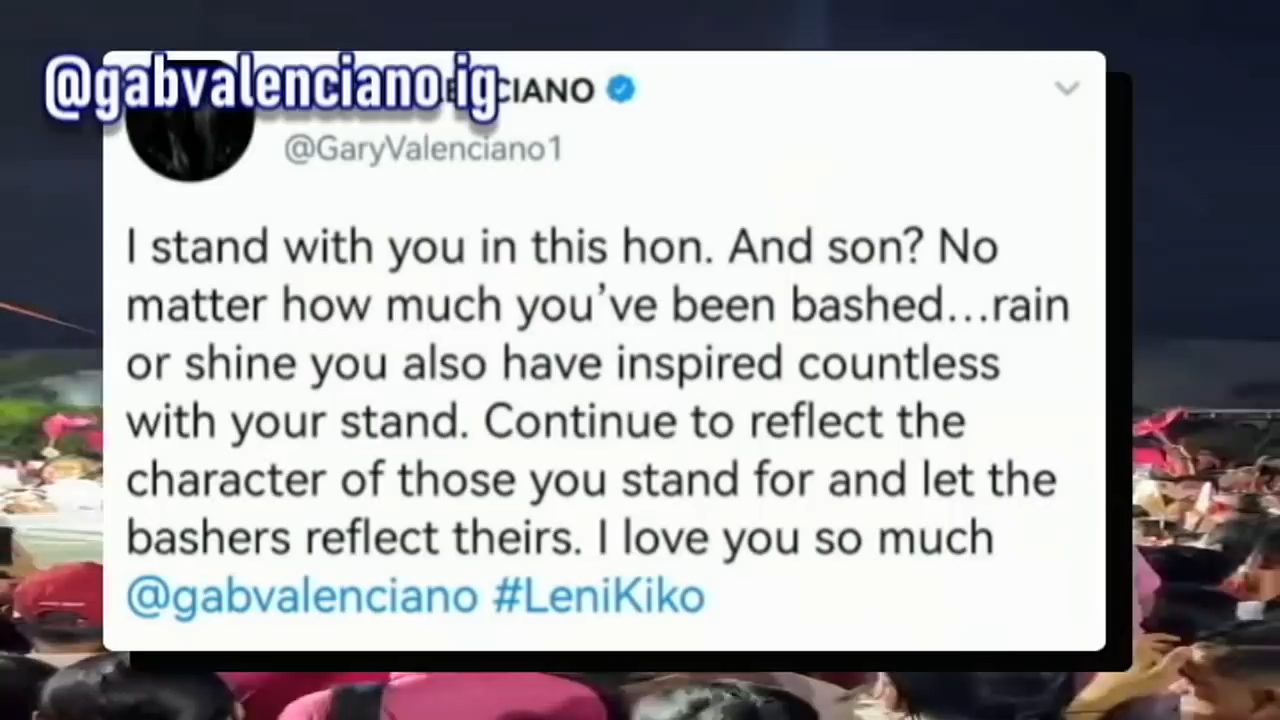 @gabvalenciano ig
CIANO
@GaryValenciano1
I stand with you in this hon. And son? No
matter how much you’ve been bashed...rain
or shine you also have inspired countless
with your stand. Continue to reflect the
character of those you stand for and let the
bashers reflect theirs. I love you so much
@gabvalenciano #LeniKiko